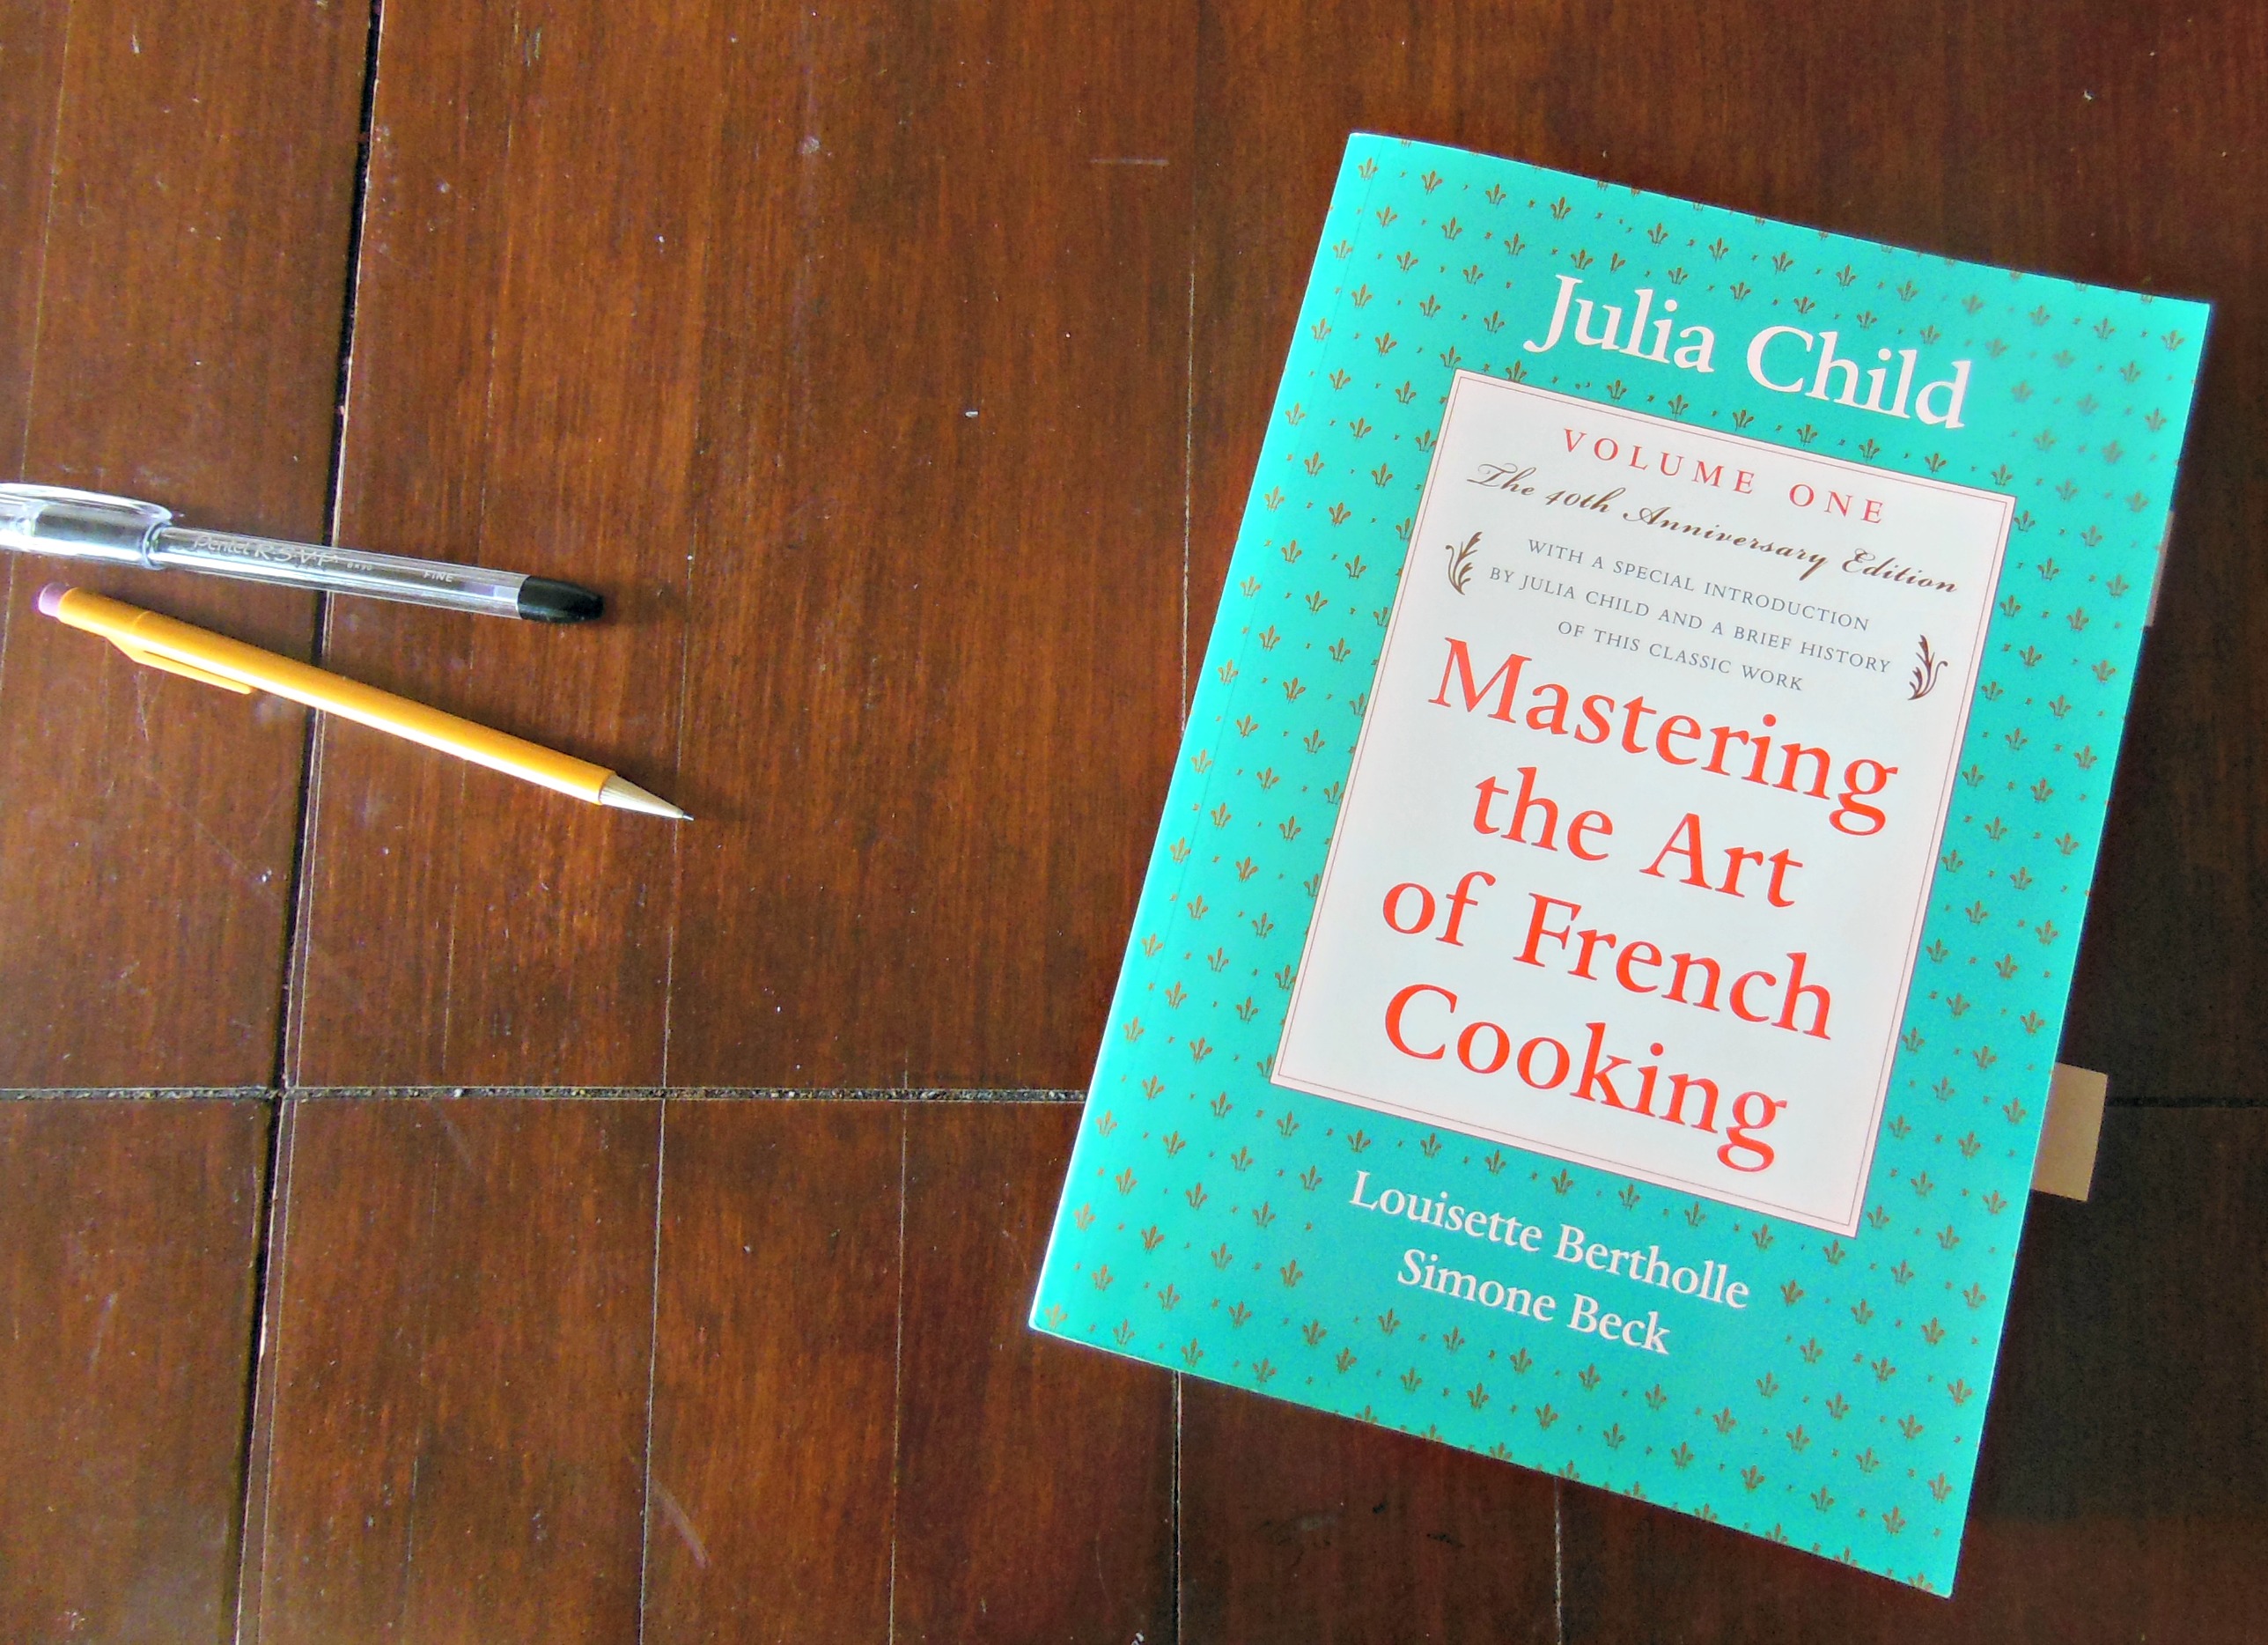 Pentel R.S.V.P. BK90 FINE
Julia Child
VOLUME ONE
The 40th Anniversary Edition
WITH A SPECIAL INTRODUCTION
BY JULIA CHILD AND A BRIEF HISTORY
OF THIS CLASSIC WORK
Mastering
the Art
of French
Cooking
Louisette Bertholle
Simone Beck